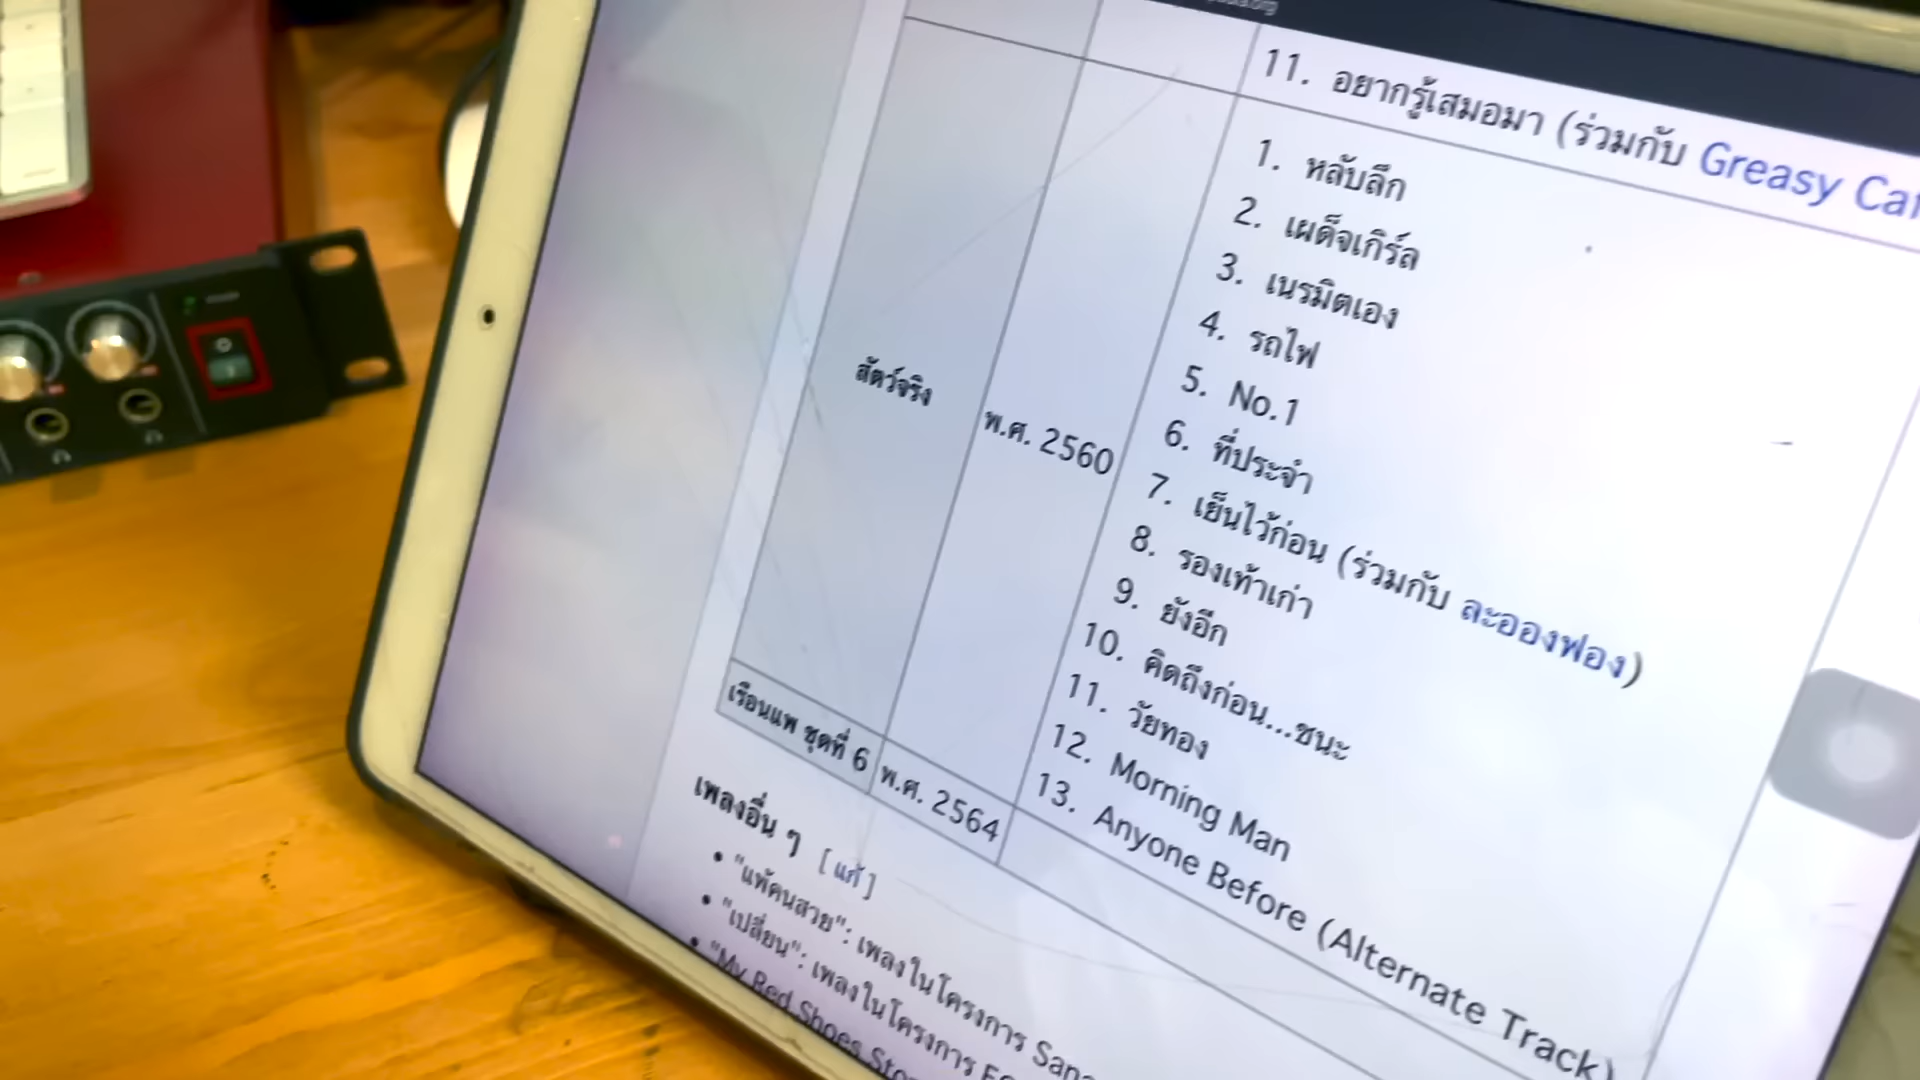 11. อยากรู้เสมอมา (ร่วมกับ Greasy
1. หลับลึก
2. เผด็จเกิร์ล
3. เนรมิตเอง
4. รถไฟ
5. No.1
6. ที่ประจำ
7. เย็นไว้ก่อน (ร่วมกับ ละอองฟอง)
8. รองเท้าเก่า
9. ยังอีก
10. คิดถึงก่อน...ชนะ
11. วัยทอง
12. Morning Man
13. Anyone Before (Alternate Track)
สัตว์จริง
พ.ศ. 2560
เรือนแพ ชุดที่ 6
พ.ศ. 2564
เพลงอื่น ๆ [ แก้ ]
• "แพ้คนสวย": เพลงในโครงการ
• "เปลี่ยน": เพลงในโครงการ
• "My Red Shoes